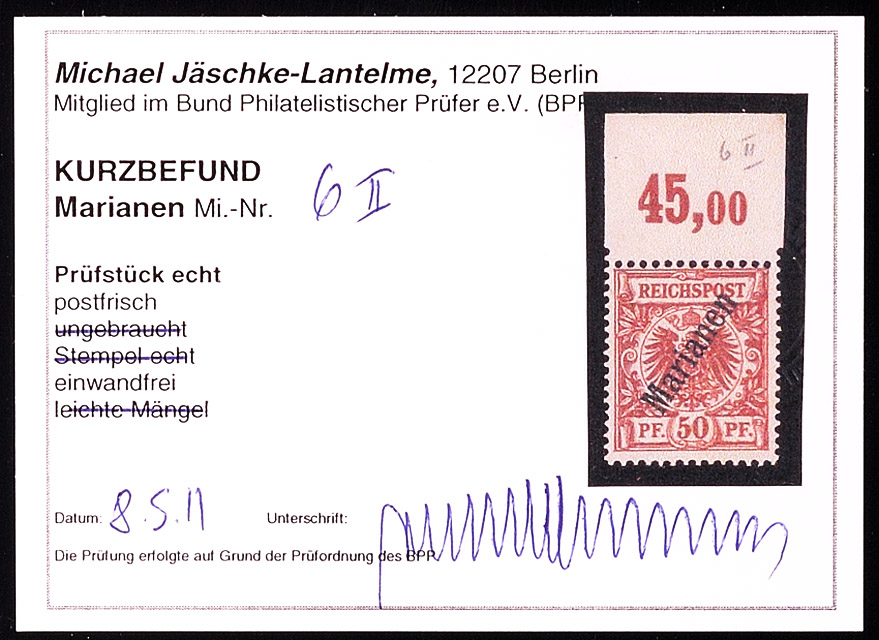 Michael Jäschke-Lantelme, 12207 Berlin
Mitglied im Bund Philatelistischer Prüfer e.V. (BPP
KURZBEFUND
Marianen Mi.-Nr. 6 II
Prüfstück echt
postfrisch
ungebraucht
Stempel echt
einwandfrei
leichte Mängel
Datum: 8.5.11 Unterschrift:
Die Prüfung erfolgte auf Grund der Prüfordnung des BPP.
6 II
45,00
REICHSPOST
Marianen
PF. 50 PF.